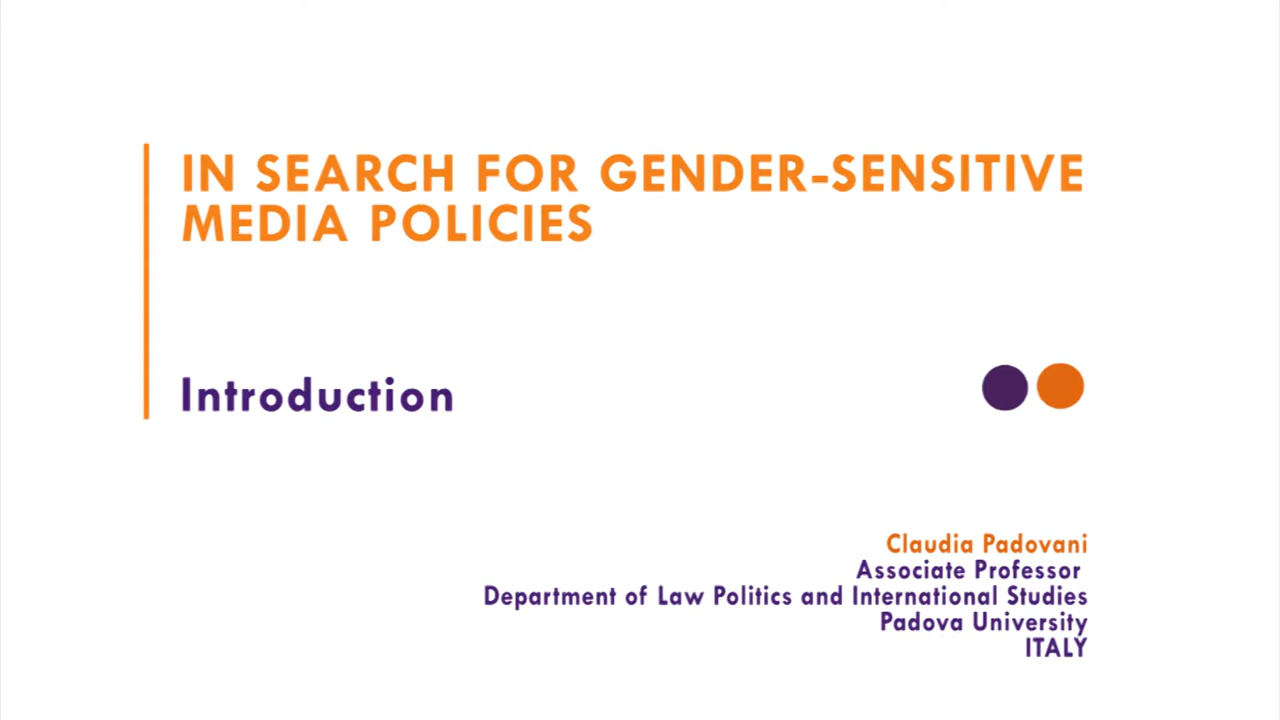 IN SEARCH FOR GENDER-SENSITIVE
MEDIA POLICIES
Introduction
Claudia Padovani
Associate Professor
Department of Law Politics and International Studies
Padova University
ITALY